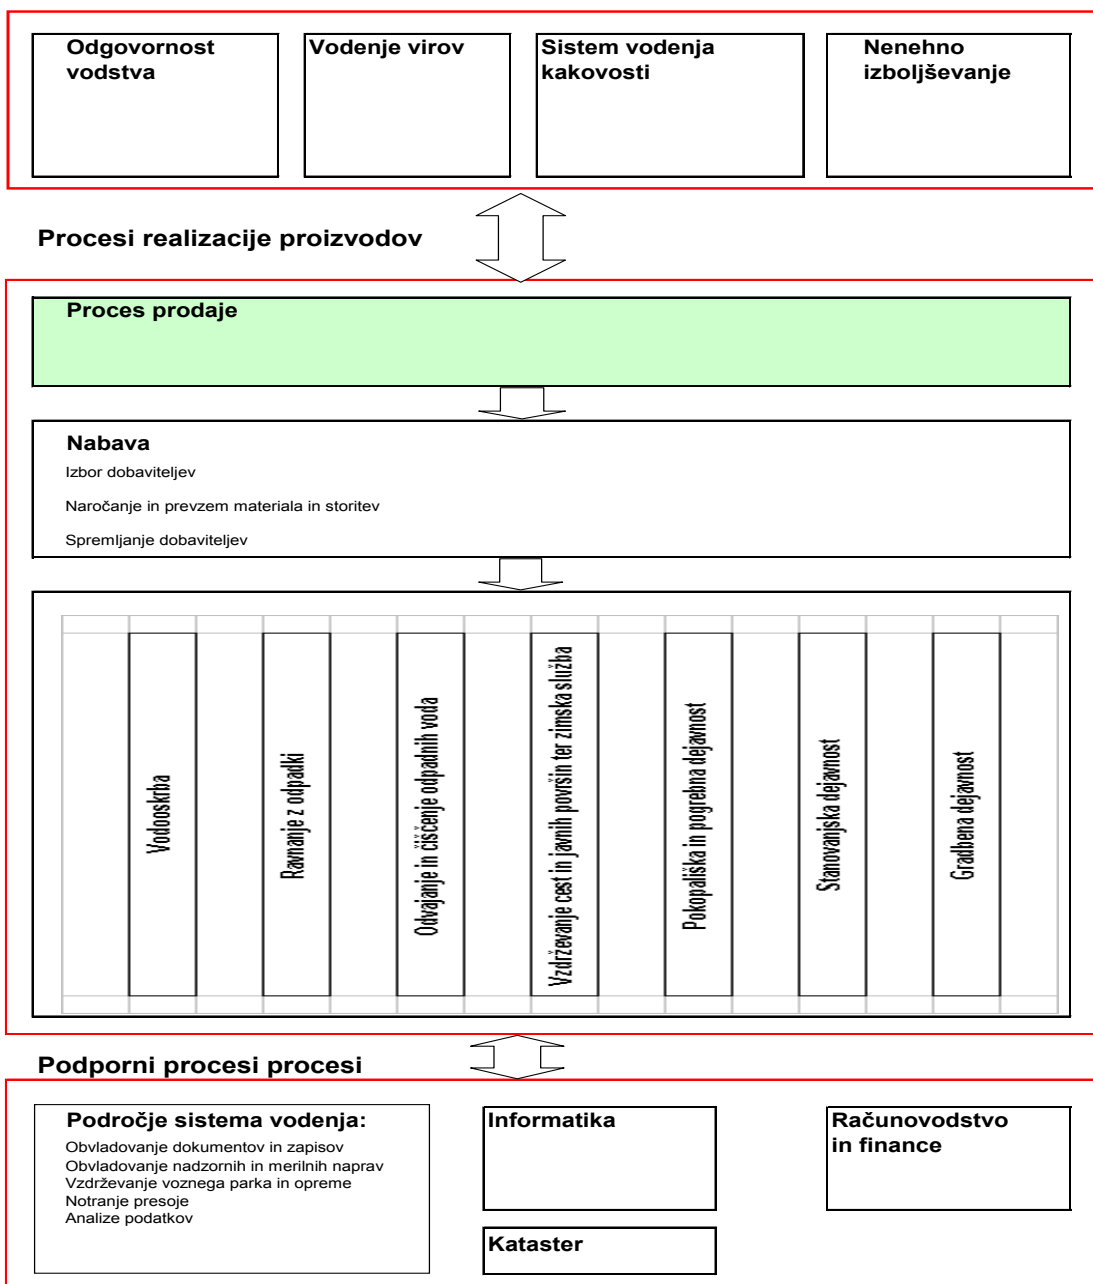 Odgovornost
vodstva
Vodenje virov
Sistem vodenja
kakovosti
Nenehno
izboljševanje
Procesi realizacije proizvodov
Proces prodaje
Nabava
Izbor dobaviteljev
Naročanje in prevzem materiala in storitev
Spremljanje dobaviteljev
Vodooskrba
Ravnanje z odpadki
Odvajanje in čiščenje odpadnih voda
Vzdrževanje cest in javnih površin ter zimska služba
Pokopališka in pogrebna dejavnost
Stanovanjska dejavnost
Gradbena dejavnost
Podporni procesi procesi
Področje sistema vodenja:
Obvladovanje dokumentov in zapisov
Obvladovanje nadzornih in merilnih naprav
Vzdrževanje voznega parka in opreme
Notranje presoje
Analize podatkov
Informatika
Kataster
Računovodstvo
in finance